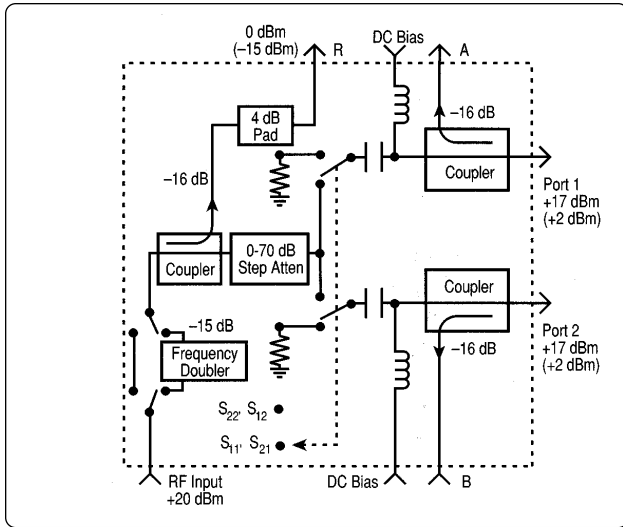 0 dBm
(–15 dBm)
R
DC Bias
A
4 dB
Pad
–16 dB
–16 dB
Coupler
Port 1
+17 dBm
(+2 dBm)
Coupler
0-70 dB
Step Atten
–15 dB
Frequency
Doubler
Coupler
–16 dB
Port 2
+17 dBm
(+2 dBm)
S22, S12
S11, S21
RF Input
+20 dBm
DC Bias
B